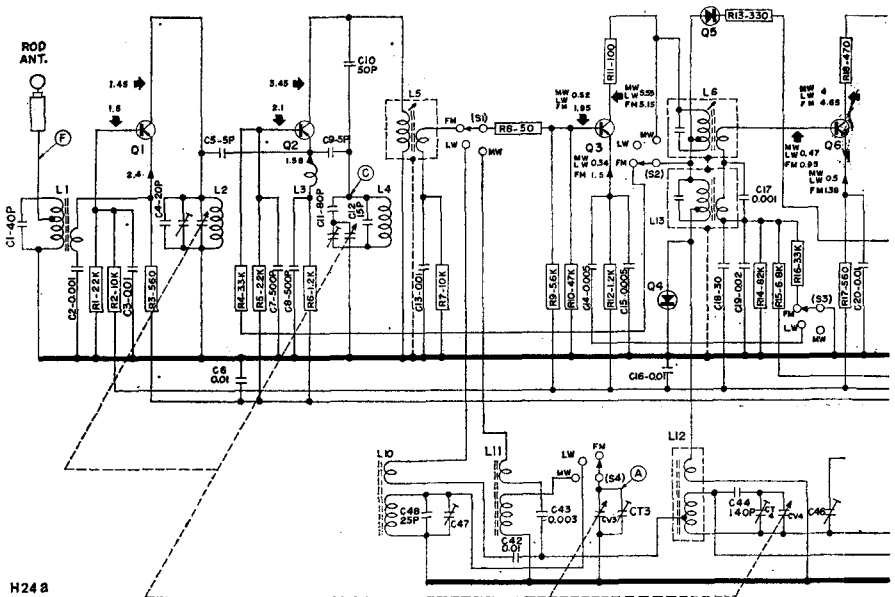 ROD
ANT.
F
L1
C1-40P
C2-0.001
R1-22K
R2-10K
C3-0.01
R3-560
1.45
1.6
Q1
2.4
C4-20P
L2
C5-5P
C6
0.01
3.45
2.1
Q2
1.58
C9-5P
C10
50P
L3
G
C11-80P
C12
15P
L4
R4-33K
R5-2.2K
C7-500P
C8-500P
R6-1.2K
L5
C13-0.01
R7-10K
FM
(S1)
LW
MW
R8-50
R9-5.6K
R10-47K
C14-0.005
R12-1.2K
C15-0.005
R11-100
MW
LW 0.52
FM 1.95
MW
LW 5.55
FM 5.15
Q3
MW
LW 0.34
FM 1.5
LW
MW
FM
(S2)
Q5
R13-330
L6
L13
Q4
C16-0.01
C17
0.001
C18-30
C19-.002
R14-82K
R15-6.8K
R16-33K
FM
(S3)
LW
MW
R18-470
MW 4
LW
FM 4.65
Q6
MW
LW 0.47
FM 0.95
MW
LW 0.5
FM 1.38
R17-560
C20-0.01
L10
C48
25P
C47
L11
C43
0.003
C42
0.01
LW
MW
FM
(S4)
A
CV3
CT3
L12
C44
140P
CT
4
CV4
C46
H24a